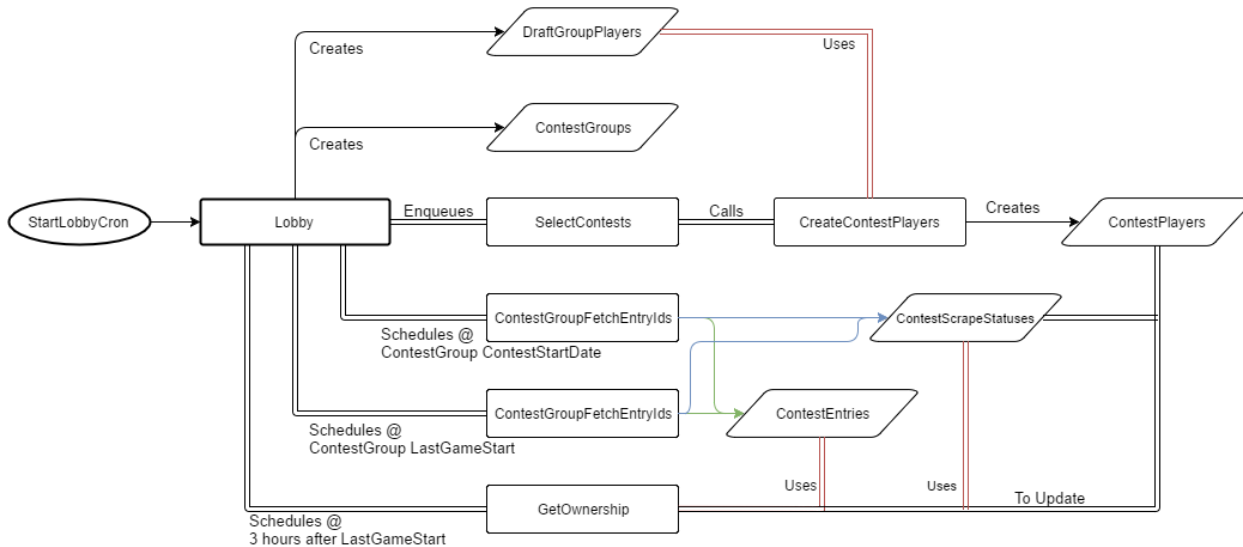 DraftGroupPlayers
Creates
Uses
ContestGroups
Creates
StartLobbyCron
Lobby
Enqueues
SelectContests
Calls
CreateContestPlayers
Creates
ContestPlayers
ContestGroupFetchEntryIds
ContestScrapeStatuses
Schedules @
ContestGroup ContestStartDate
ContestGroupFetchEntryIds
ContestEntries
Schedules @
ContestGroup LastGameStart
Uses
Uses
To Update
GetOwnership
Schedules @
3 hours after LastGameStart